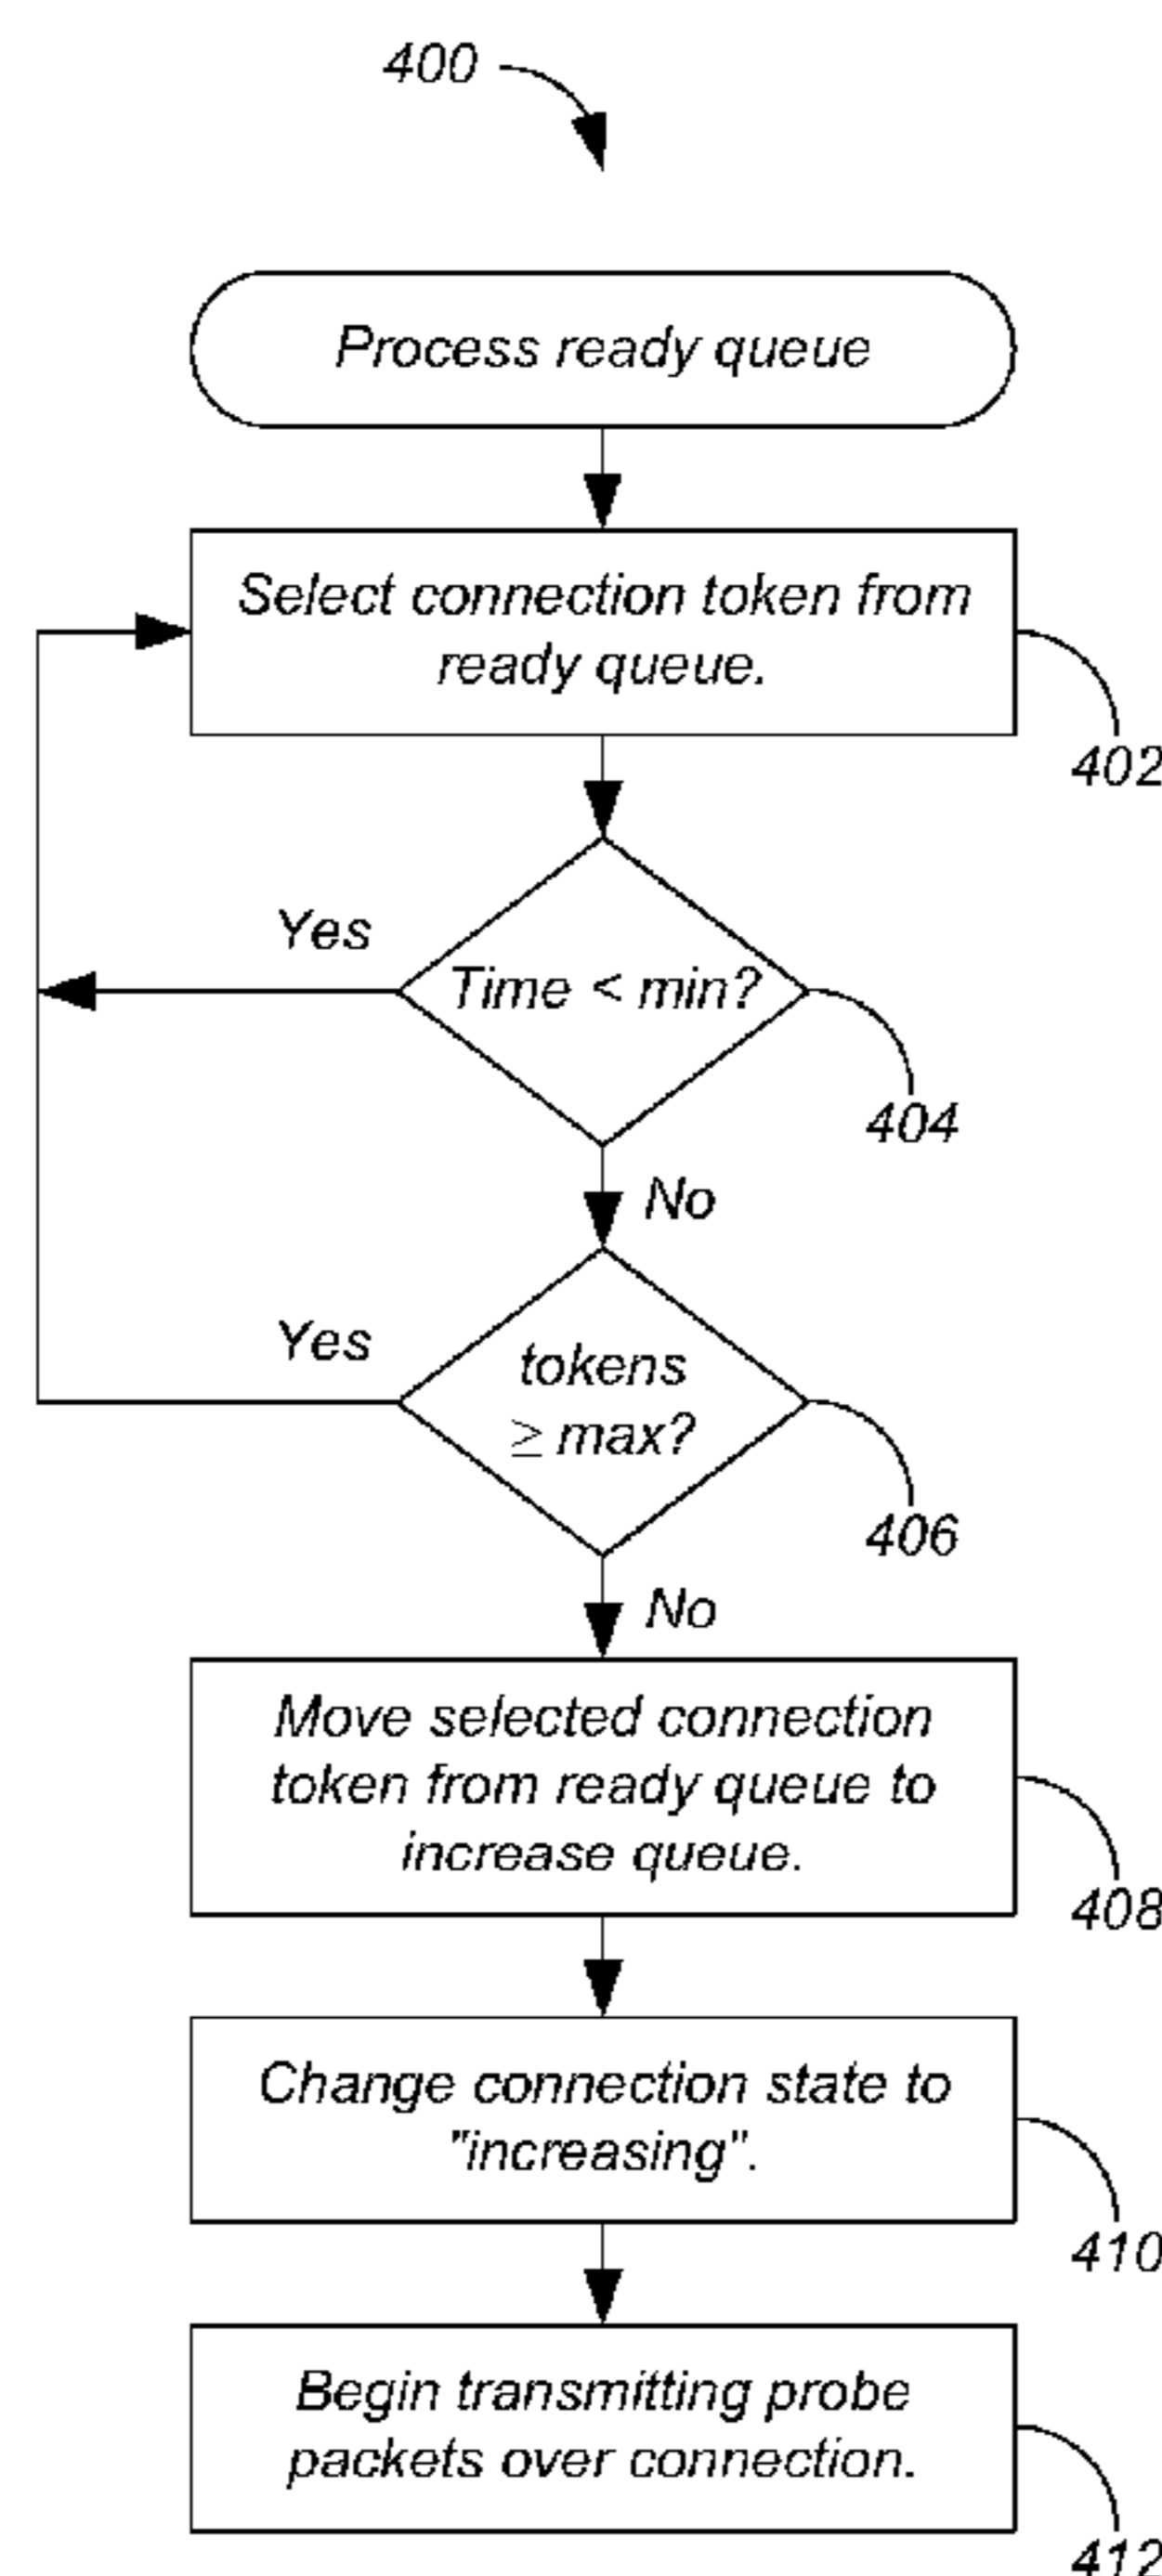 400
Process ready queue
Select connection token from
ready queue.
402
Yes
Time < min?
404
No
Yes
tokens
≥ max?
406
No
Move selected connection
token from ready queue to
increase queue.
408
Change connection state to
"increasing".
410
Begin transmitting probe
packets over connection.
412